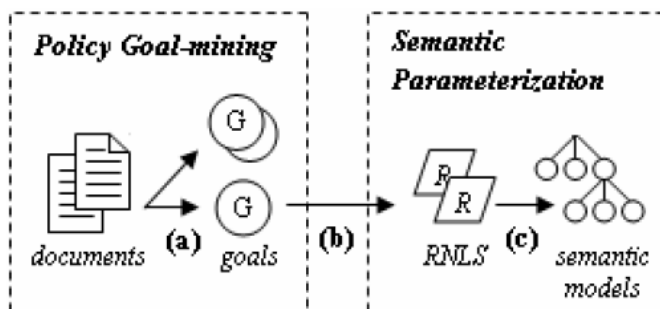 Policy Goal-mining
Semantic
Parameterization
G
G
R
R
documents
(a)
goals
(b)
RNLS
(c)
semantic
models